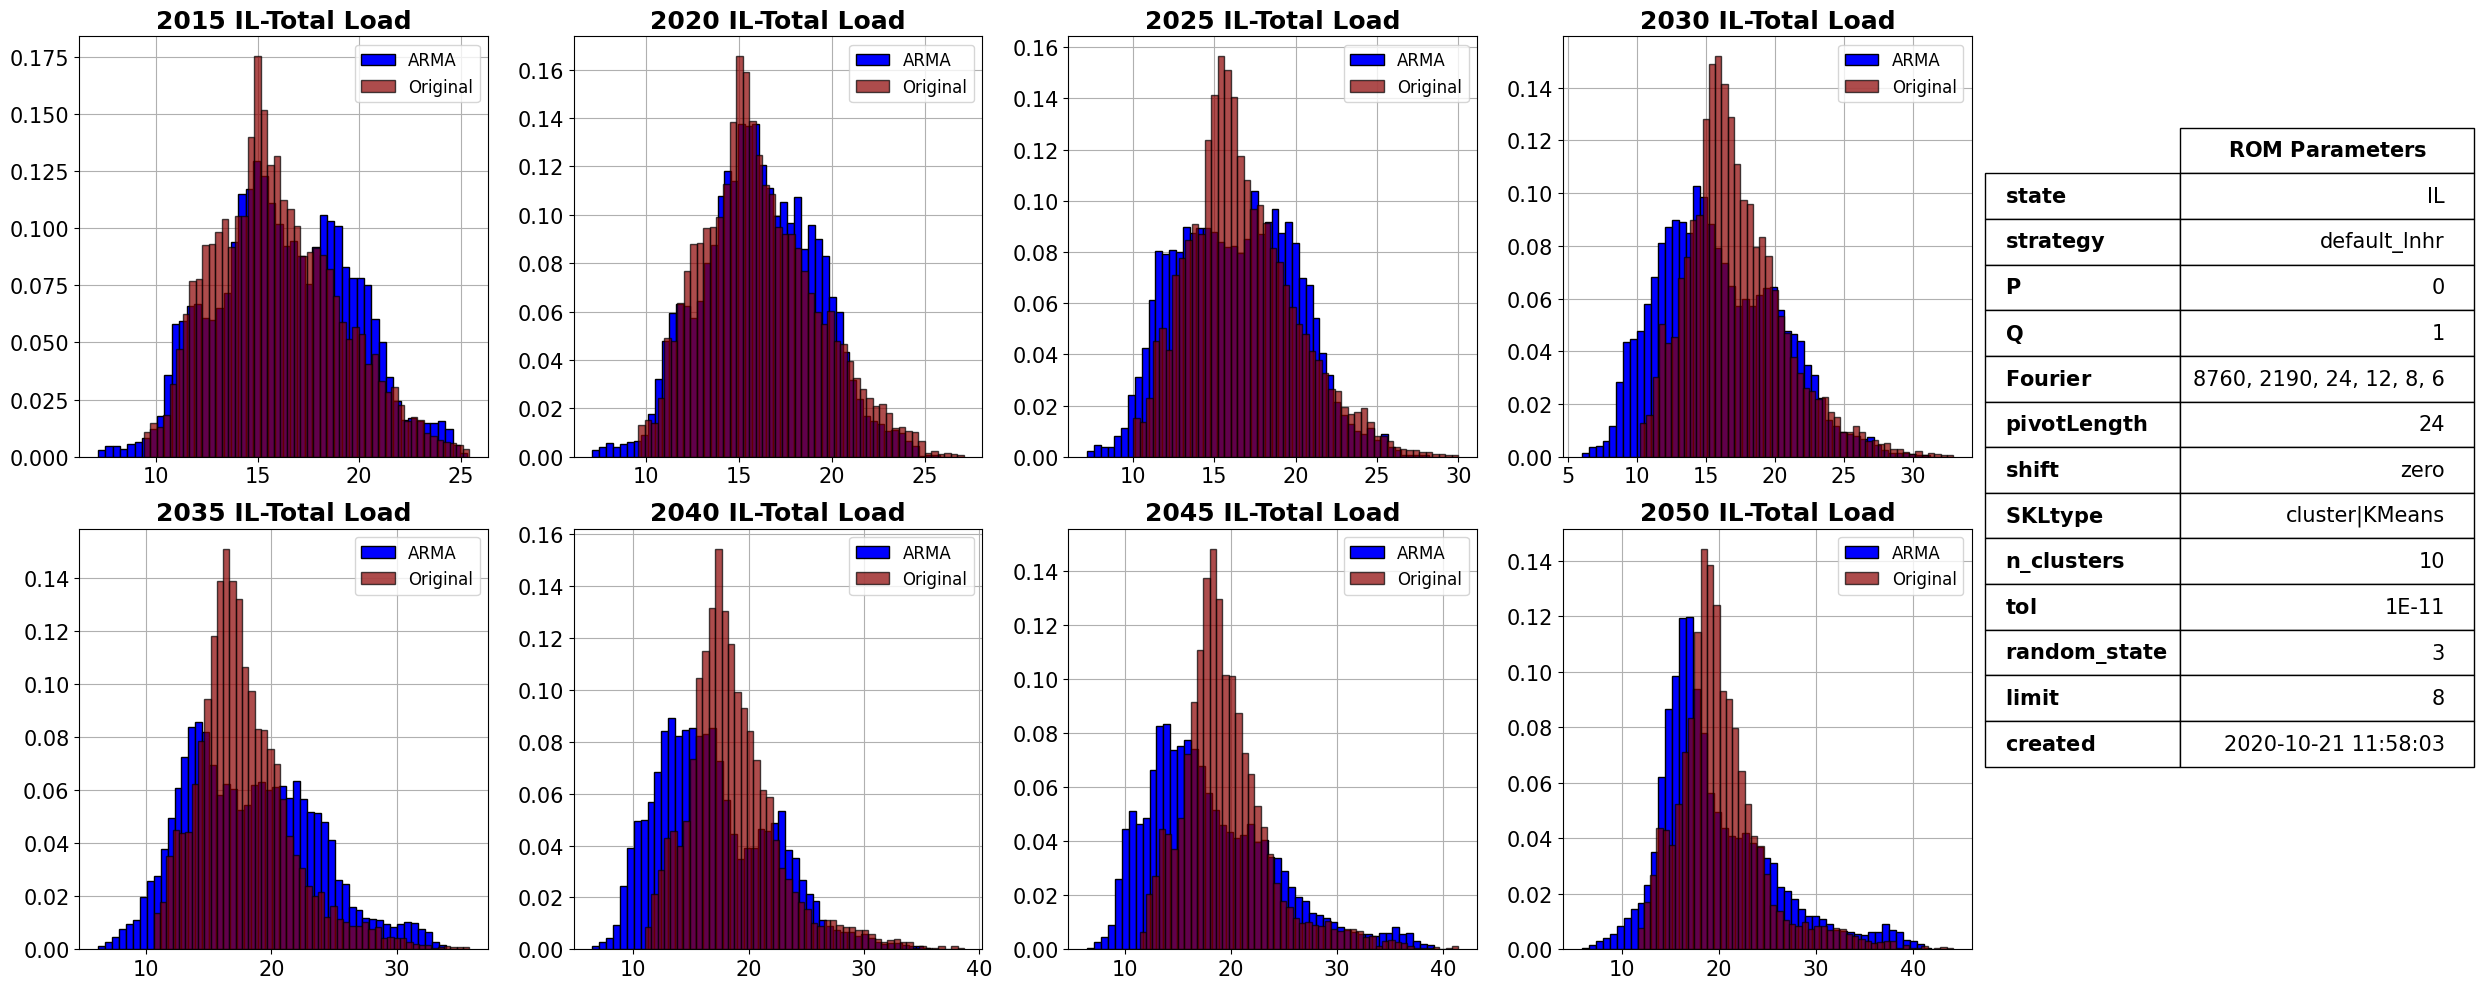 2015 IL-Total Load
ARMA
Original
0.175
0.150
0.125
0.100
0.075
0.050
0.025
0.000
10 15 20 25
2020 IL-Total Load
ARMA
Original
0.16
0.14
0.12
0.10
0.08
0.06
0.04
0.02
0.00
10 15 20 25
2025 IL-Total Load
ARMA
Original
0.16
0.14
0.12
0.10
0.08
0.06
0.04
0.02
0.00
10 15 20 25 30
2030 IL-Total Load
ARMA
Original
0.14
0.12
0.10
0.08
0.06
0.04
0.02
0.00
5 10 15 20 25 30
2035 IL-Total Load
ARMA
Original
0.14
0.12
0.10
0.08
0.06
0.04
0.02
0.00
10 20 30
2040 IL-Total Load
ARMA
Original
0.16
0.14
0.12
0.10
0.08
0.06
0.04
0.02
0.00
10 20 30 40
2045 IL-Total Load
ARMA
Original
0.14
0.12
0.10
0.08
0.06
0.04
0.02
0.00
10 20 30 40
2050 IL-Total Load
ARMA
Original
0.14
0.12
0.10
0.08
0.06
0.04
0.02
0.00
10 20 30 40
ROM Parameters
state IL
strategy default_lnhr
P 0
Q 1
Fourier 8760, 2190, 24, 12, 8, 6
pivotLength 24
shift zero
SKLtype cluster|KMeans
n_clusters 10
tol 1E-11
random_state 3
limit 8
created 2020-10-21 11:58:03